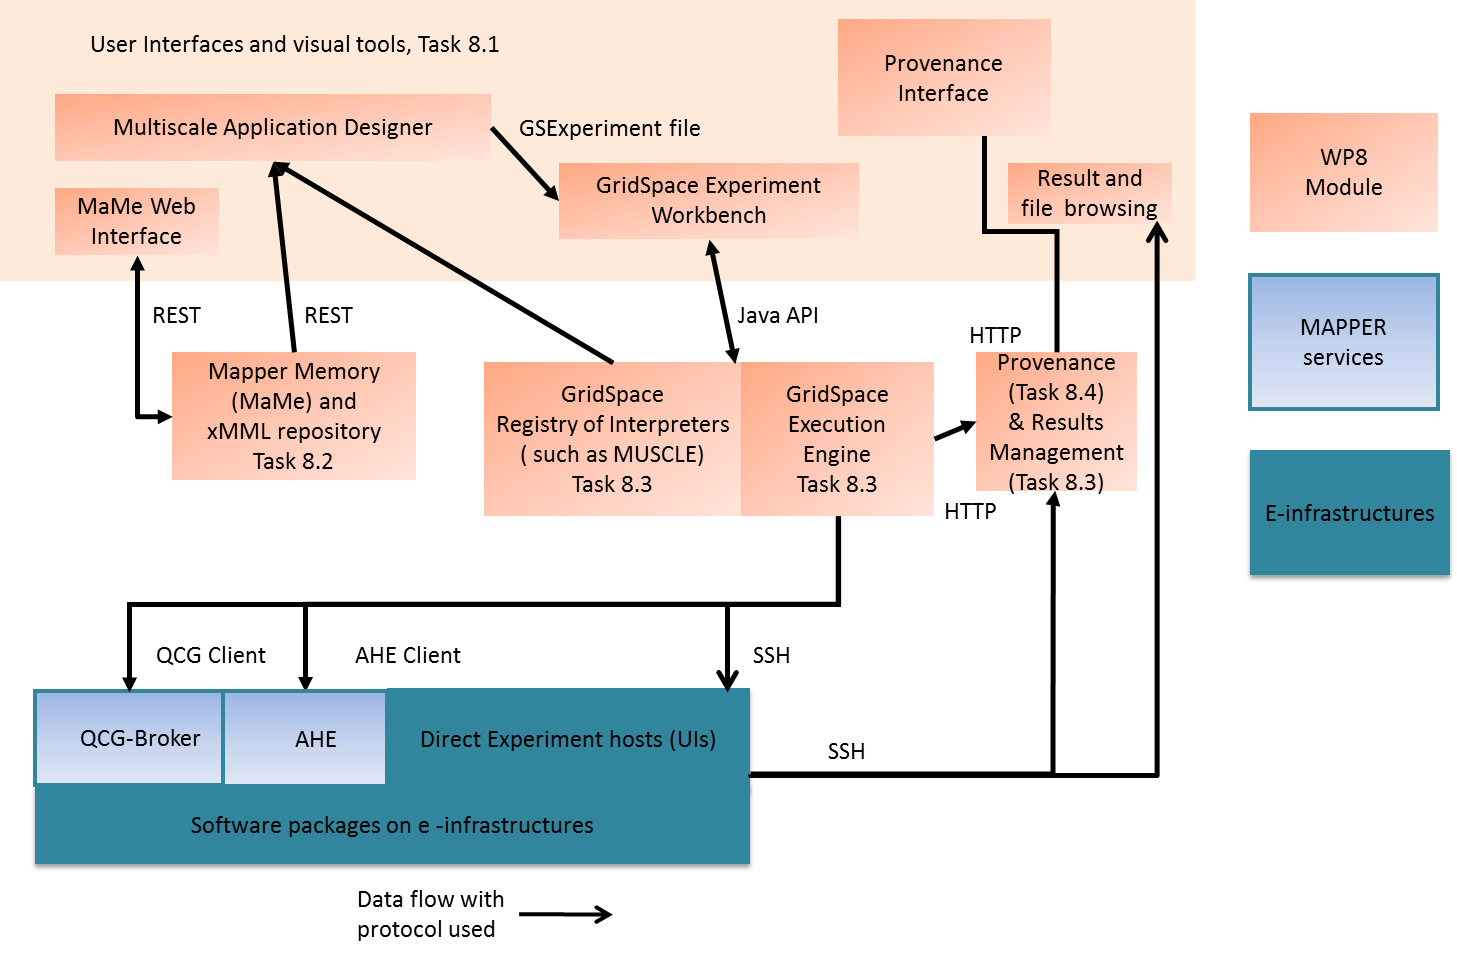 User Interfaces and visual tools, Task 8.1
Provenance
Interface
Multiscale Application Designer
GSExperiment file
WP8
Module
GridSpace Experiment
Workbench
Result and
file  browsing
MaMe Web
Interface
REST
REST
Java API
HTTP
MAPPER
services
Mapper Memory
(MaMe) and
xMML repository
Task 8.2
GridSpace
Registry of Interpreters
( such as MUSCLE)
Task 8.3
GridSpace
Execution
Engine
Task 8.3
Provenance
(Task 8.4)
& Results
Management
(Task 8.3)
HTTP
E-infrastructures
QCG Client
AHE Client
SSH
QCG-Broker
AHE
Direct Experiment hosts (UIs)
SSH
Software packages on e -infrastructures
Data flow with
protocol used